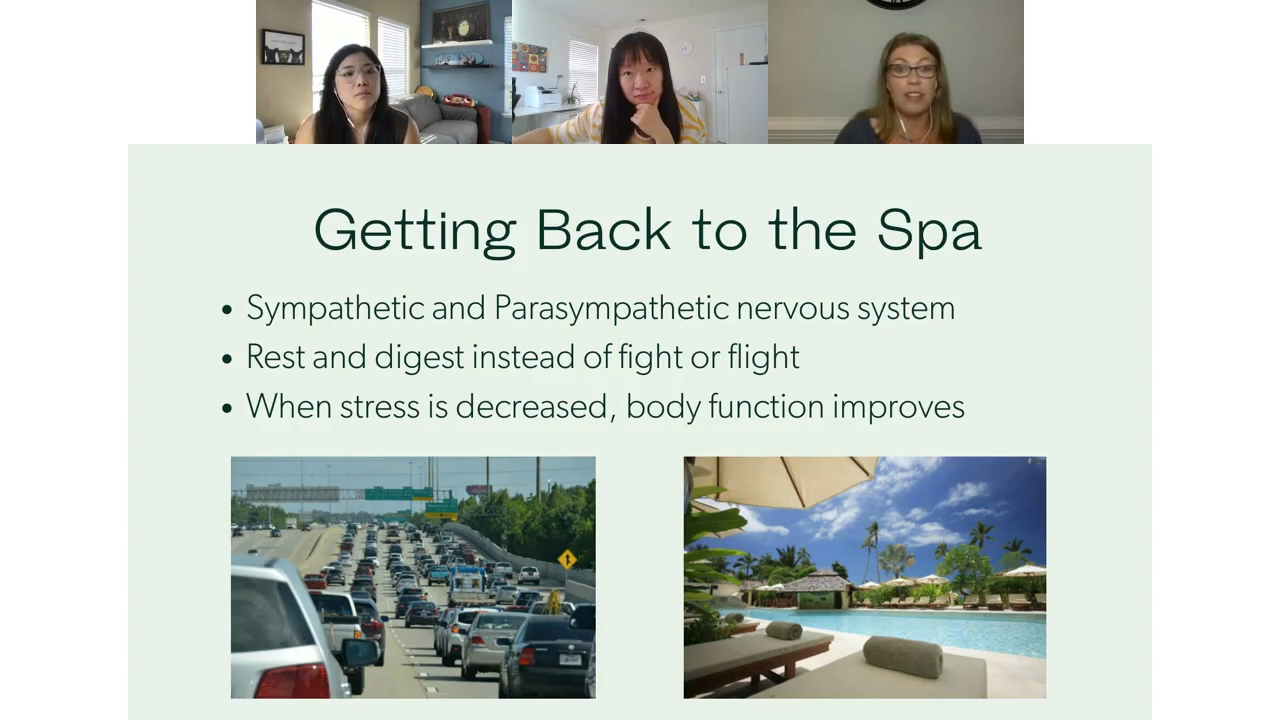 Getting Back to the Spa
• Sympathetic and Parasympathetic nervous system
• Rest and digest instead of fight or flight
• When stress is decreased, body function improves